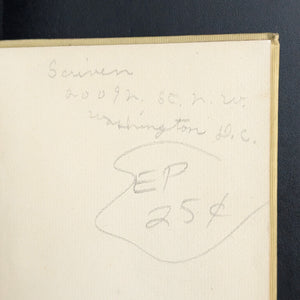 Scriven
2009 N. St. N. W.
Washington D.C.
EP
25¢